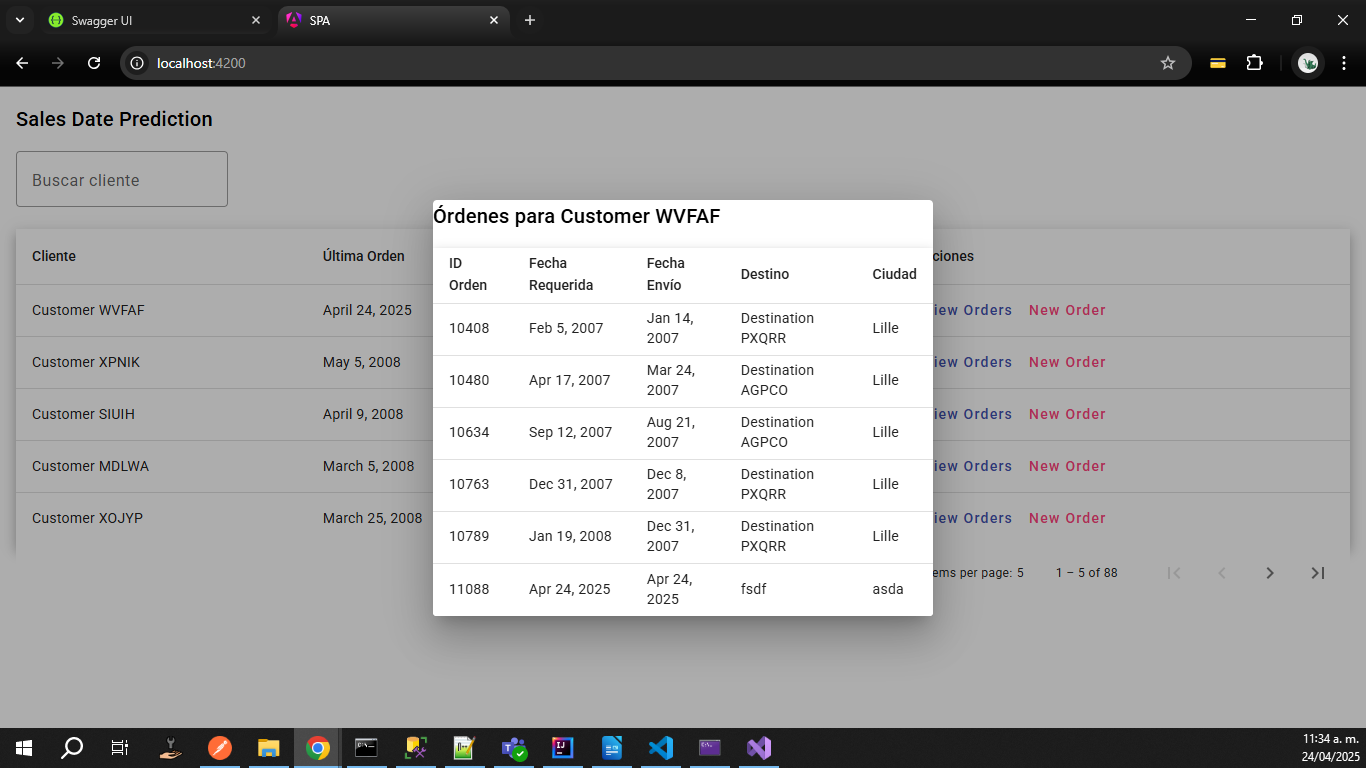 Swagger UI
SPA
localhost:4200
Sales Date Prediction
Buscar cliente
Cliente Última Orden ciones
Customer WVFAF April 24, 2025 iew Orders New Order
Customer XPNIK May 5, 2008 iew Orders New Order
Customer SIUIH April 9, 2008 iew Orders New Order
Customer MDLWA March 5, 2008 iew Orders New Order
Customer XOJYP March 25, 2008 iew Orders New Order
ems per page: 5 1 – 5 of 88
Órdenes para Customer WVFAF
ID Orden Fecha Requerida Fecha Envío Destino Ciudad
10408 Feb 5, 2007 Jan 14, 2007 Destination PXQRR Lille
10480 Apr 17, 2007 Mar 24, 2007 Destination AGPCO Lille
10634 Sep 12, 2007 Aug 21, 2007 Destination AGPCO Lille
10763 Dec 31, 2007 Dec 8, 2007 Destination PXQRR Lille
10789 Jan 19, 2008 Dec 31, 2007 Destination PXQRR Lille
11088 Apr 24, 2025 Apr 24, 2025 fsdf asda
11:34 a. m.
24/04/2025